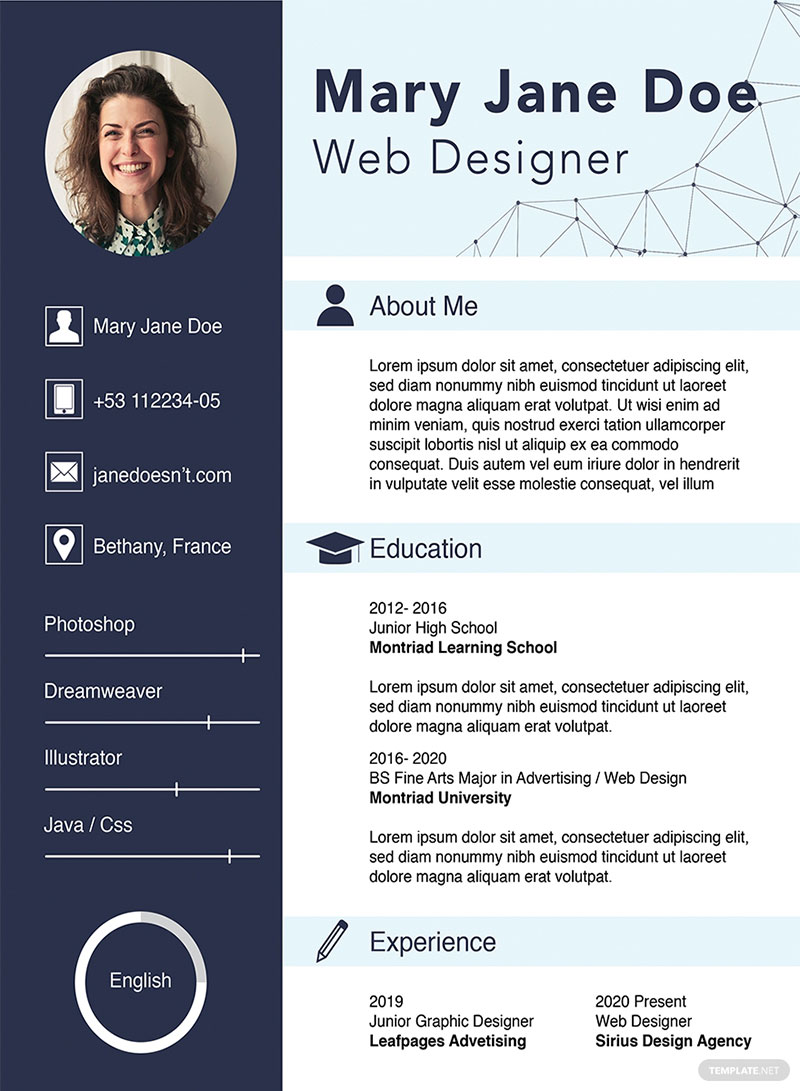 Mary Jane Doe
Web Designer
Mary Jane Doe
+53 112234-05
janedoesn’t.com
Bethany, France
Photoshop
Dreamweaver
Illustrator
Java / Css
English
About Me
Lorem ipsum dolor sit amet, consectetuer adipiscing elit,
sed diam nonummy nibh euismod tincidunt ut laoreet
dolore magna aliquam erat volutpat. Ut wisi enim ad
minim veniam, quis nostrud exerci tation ullamcorper
suscipit lobortis nisl ut aliquip ex ea commodo
consequat. Duis autem vel eum iriure dolor in hendrerit
in vulputate velit esse molestie consequat, vel illum
Education
2012- 2016
Junior High School
Montriad Learning School
Lorem ipsum dolor sit amet, consectetuer adipiscing elit,
sed diam nonummy nibh euismod tincidunt ut laoreet
dolore magna aliquam erat volutpat.
2016- 2020
BS Fine Arts Major in Advertising / Web Design
Montriad University
Lorem ipsum dolor sit amet, consectetuer adipiscing elit,
sed diam nonummy nibh euismod tincidunt ut laoreet
dolore magna aliquam erat volutpat.
Experience
2019
Junior Graphic Designer
Leafpages Advetising
2020 Present
Web Designer
Sirius Design Agency
TEMPLATE.NET